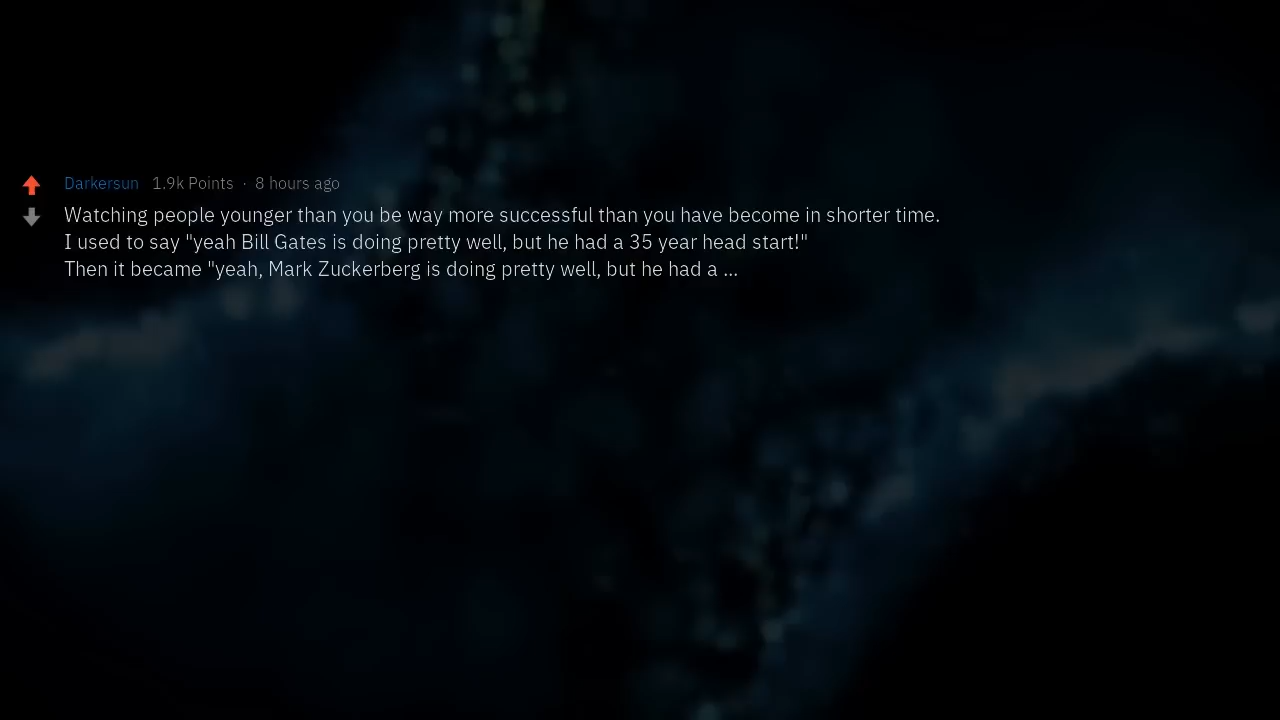 Darkersun 1.9k Points · 8 hours ago
Watching people younger than you be way more successful than you have become in shorter time.
I used to say "yeah Bill Gates is doing pretty well, but he had a 35 year head start!"
Then it became "yeah, Mark Zuckerberg is doing pretty well, but he had a ...